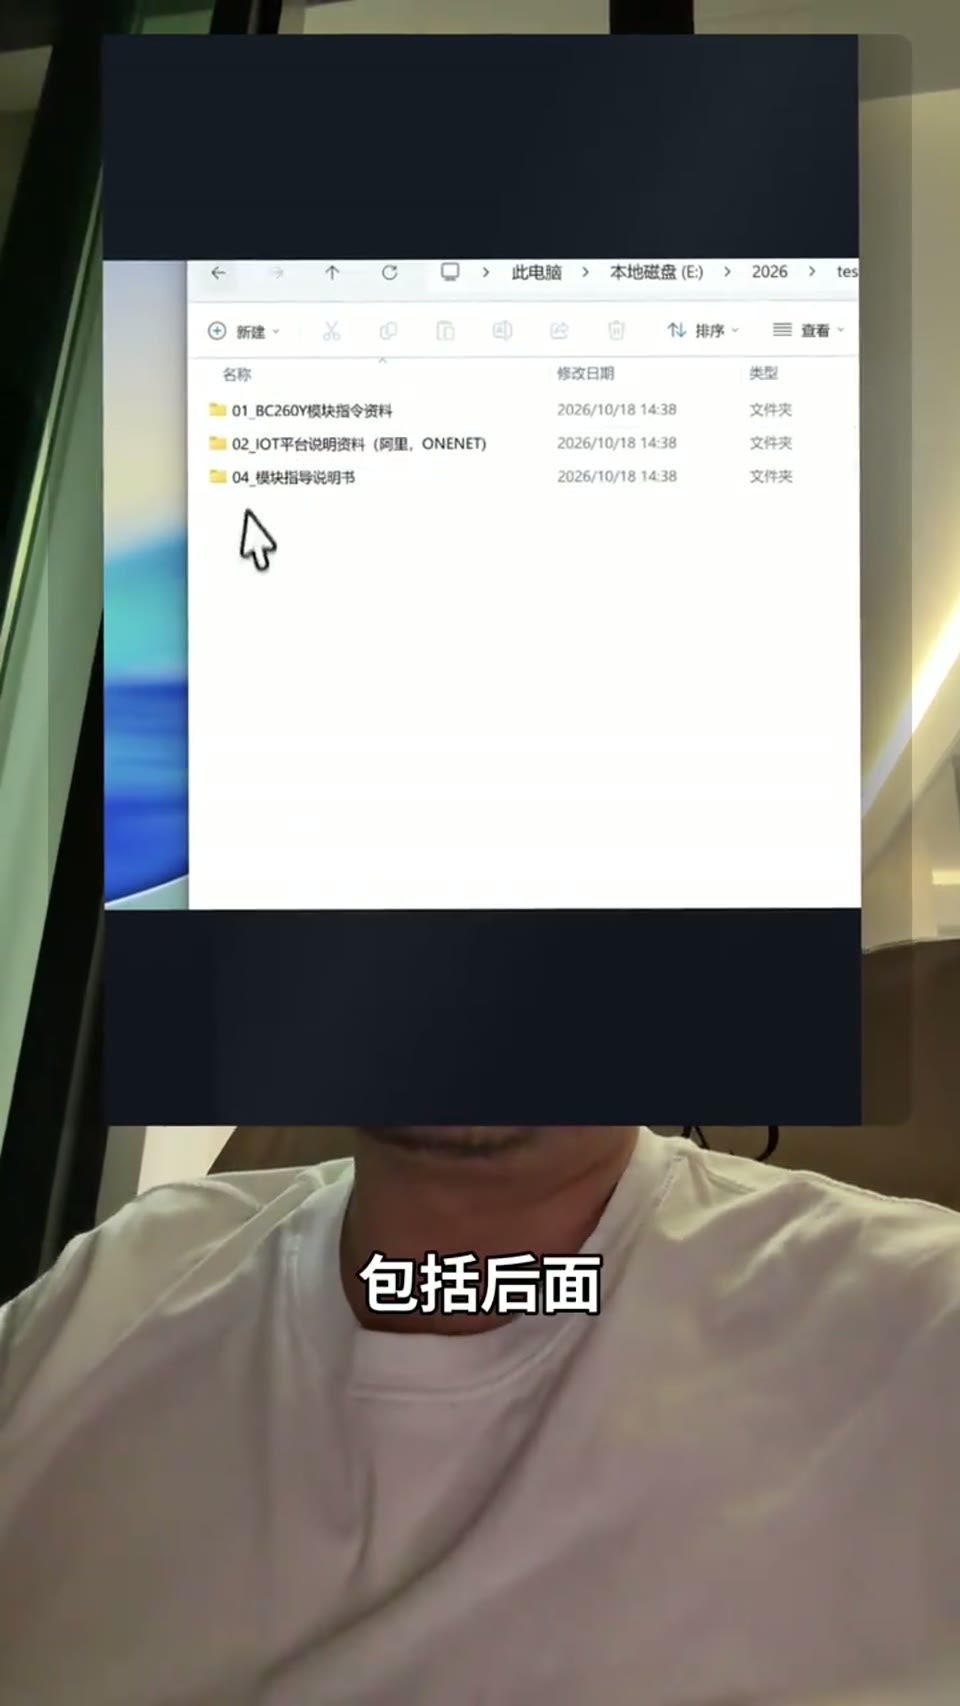 此电脑 > 本地磁盘 (E:) > 2026 > tes
新建 排序 查看
名称 修改日期 类型
01_BC260Y模块指令资料 2026/10/18 14:38 文件夹
02_IOT平台说明资料（阿里，ONENET） 2026/10/18 14:38 文件夹
04_模块指导说明书 2026/10/18 14:38 文件夹
包括后面